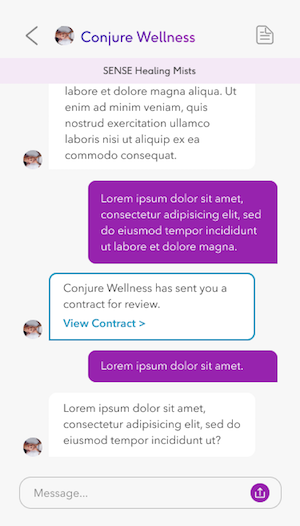 Conjure Wellness
SENSE Healing Mists
labore et dolore magna aliqua. Ut
enim ad minim veniam, quis
nostrud exercitation ullamco
laboris nisi ut aliquip ex ea
commodo consequat.
Lorem ipsum dolor sit amet,
consectetur adipisicing elit, sed
do eiusmod tempor incididunt
ut labore et dolore magna.
Conjure Wellness has sent you a
contract for review.
View Contract >
Lorem ipsum dolor sit amet.
Lorem ipsum dolor sit amet,
consectetur adipisicing elit, sed do
eiusmod tempor incididunt ut?
Message...